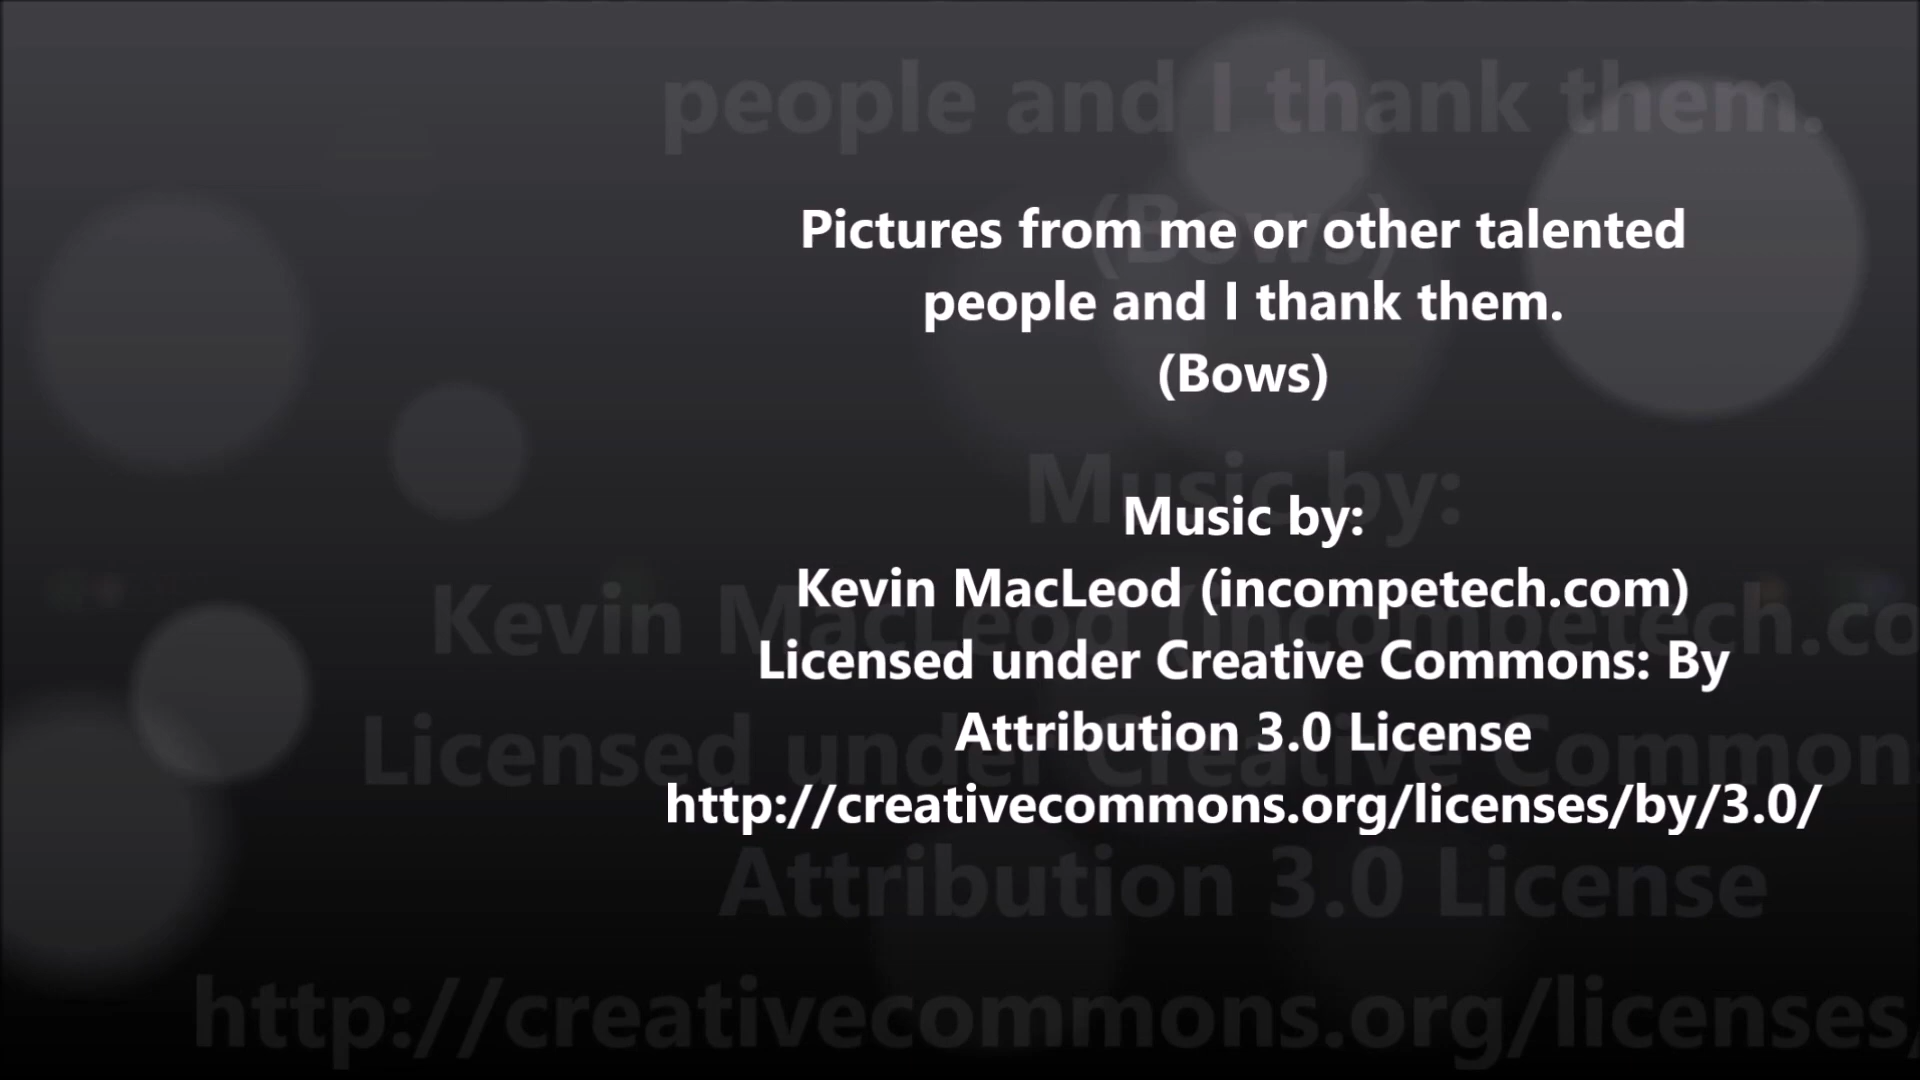 Pictures from me or other talented
people and I thank them.
(Bows)
Music by:
Kevin MacLeod (incompetech.com)
Licensed under Creative Commons: By
Attribution 3.0 License
http://creativecommons.org/licenses/by/3.0/